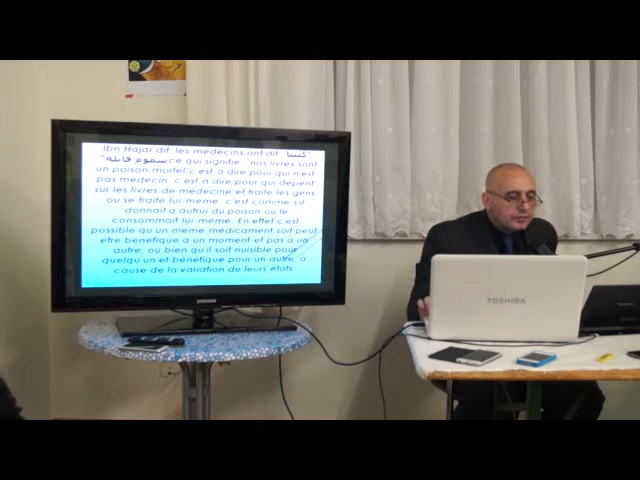 Ibn Hajar dit: les médecins ont dit "كتبنا
سموم قاتلة" ce qui signifie: "nos livres sont
un poison mortel" c'est à dire pour qui n'est
pas médecin, c'est à dire pour qui dépent
sur les livres de médecine et traite les gens
ou se traite lui-même, c'est comme s'il
donnait à autrui du poison ou le
consommait lui-même. En effet c'est
possible qu'un même médicament soit peut
etre bénéfique à un moment et pas à un
autre, ou bien qu'il soit nuisible pour
quelqu'un et bénéfique pour un autre, à
cause de la variation de leurs états.
SAMSUNG
TOSHIBA